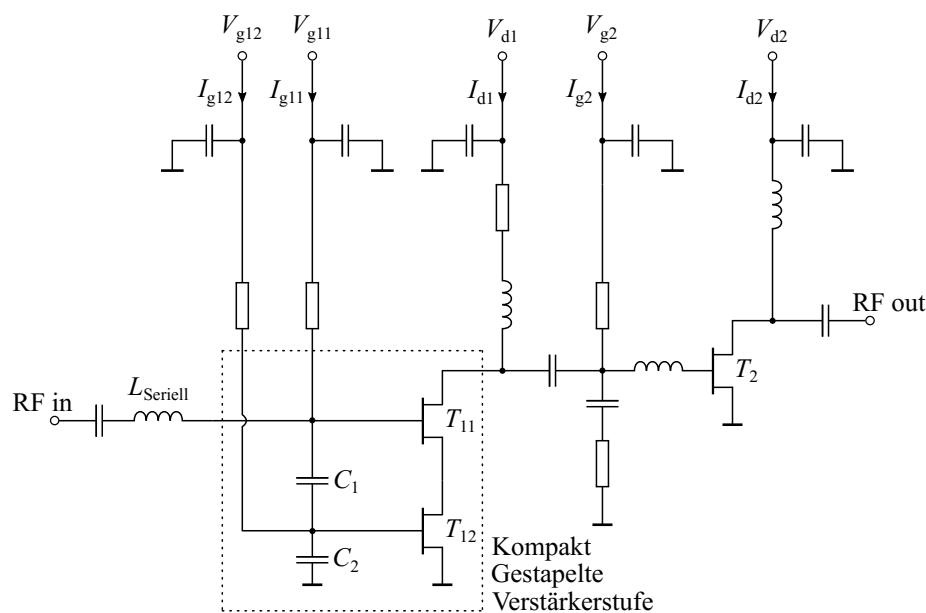 V_g12 V_g11 V_d1 V_g2 V_d2
I_g12 I_g11 I_d1 I_g2 I_d2
RF out
L_Seriell
T_2
RF in
T_11
C_1
T_12
C_2
Kompakt
Gestapelte
Verstärkerstufe